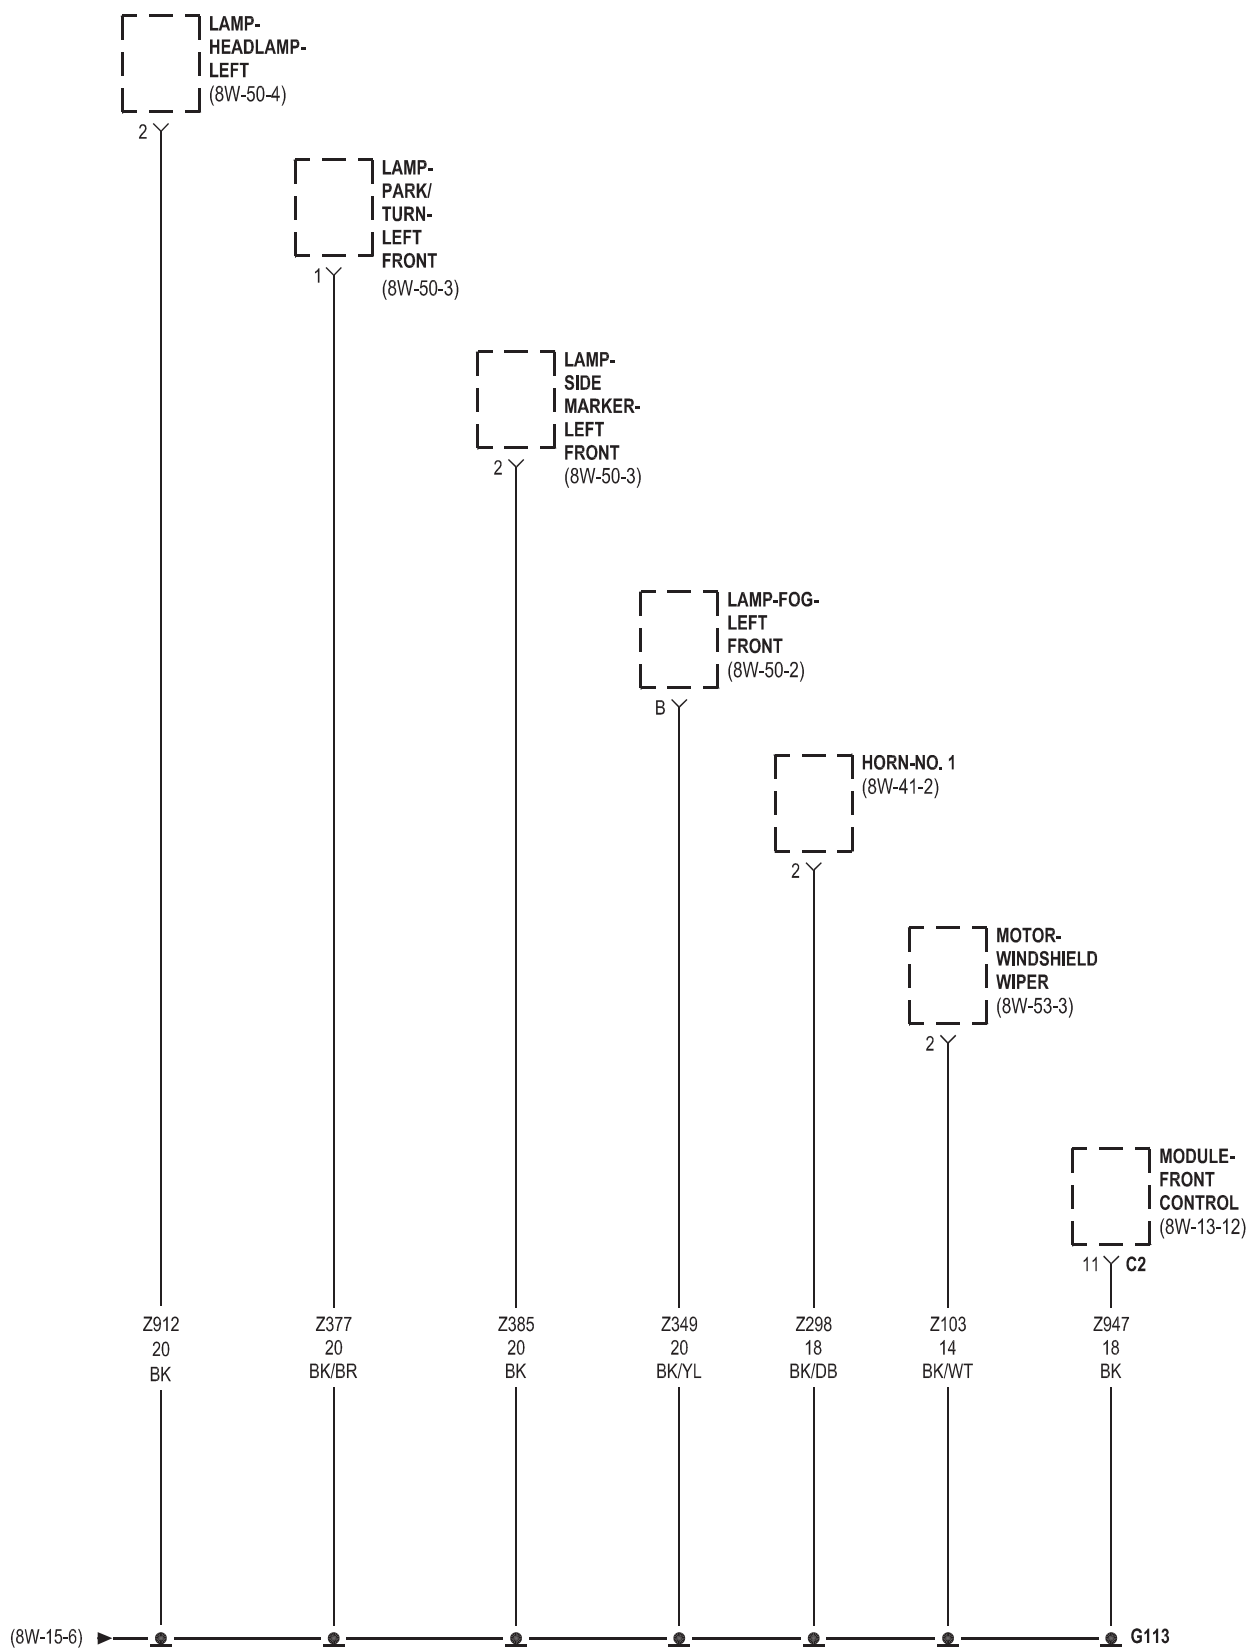 LAMP-
HEADLAMP-
LEFT
(8W-50-4)
2
LAMP-
PARK/
TURN-
LEFT
FRONT
(8W-50-3)
1
LAMP-
SIDE
MARKER-
LEFT
FRONT
(8W-50-3)
2
LAMP-FOG-
LEFT
FRONT
(8W-50-2)
B
HORN-NO. 1
(8W-41-2)
2
MOTOR-
WINDSHIELD
WIPER
(8W-53-3)
2
MODULE-
FRONT
CONTROL
(8W-13-12)
11 C2
Z912
20
BK
Z377
20
BK/BR
Z385
20
BK
Z349
20
BK/YL
Z298
18
BK/DB
Z103
14
BK/WT
Z947
18
BK
(8W-15-6)
G113